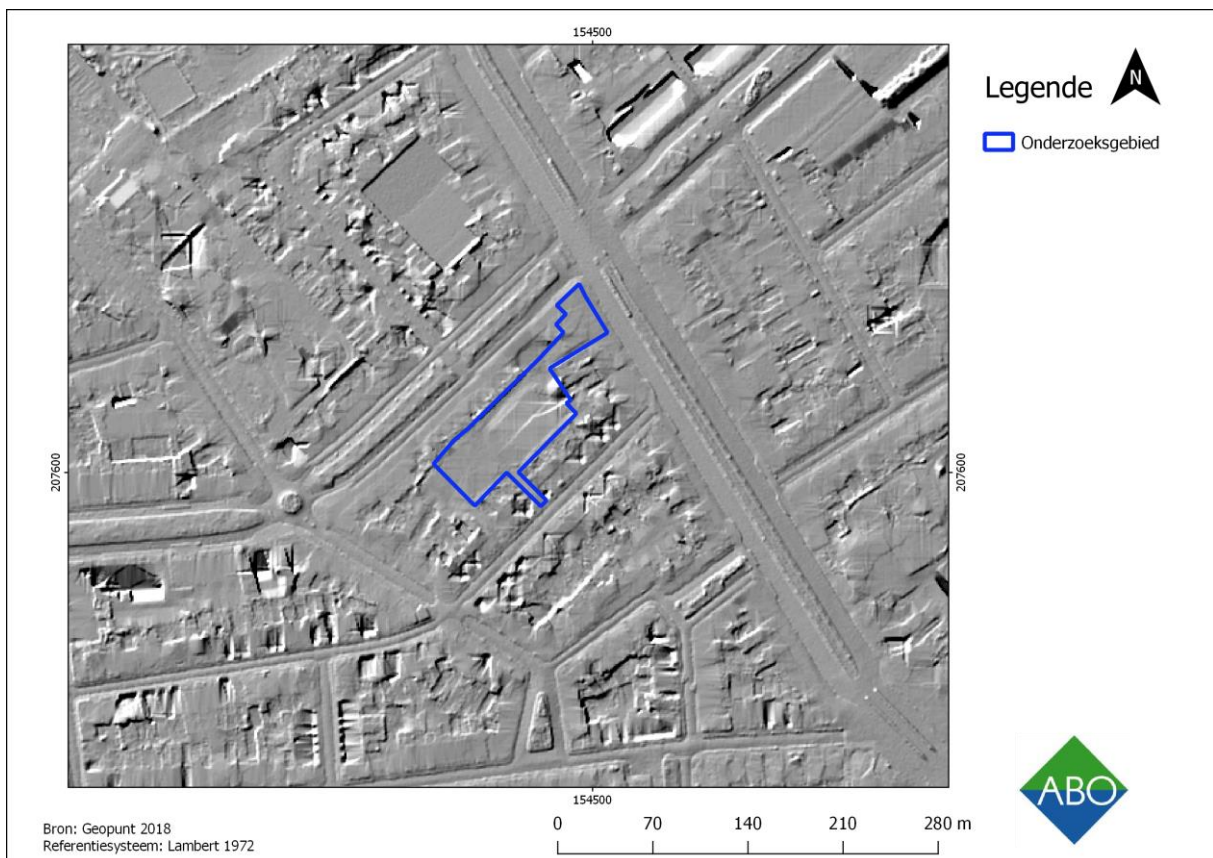 154500
Legende
N
Onderzoeksgebied
207600
207600
154500
ABO
Bron: Geopunt 2018
Referentiesysteem: Lambert 1972
0 70 140 210 280 m